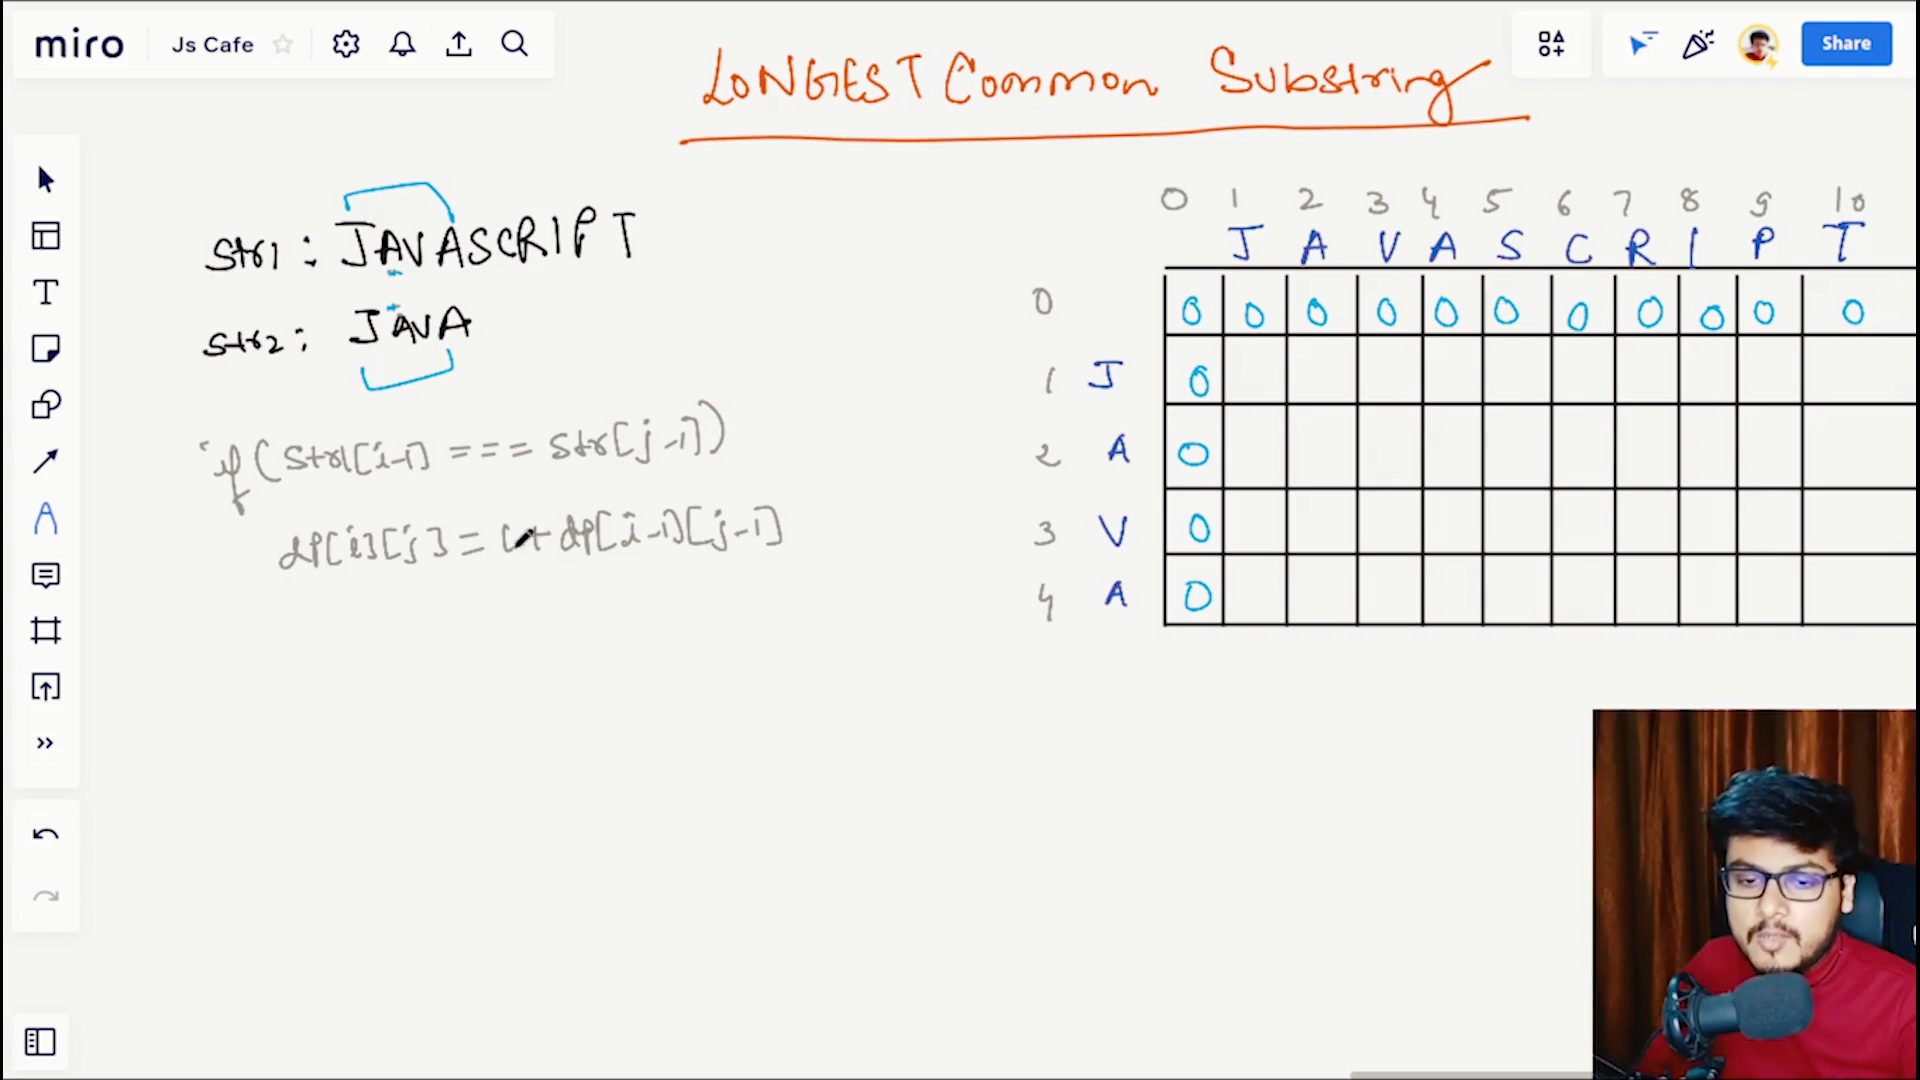 miro Js Cafe Share
LONGEST Common Substring
0 1 2 3 4 5 6 7 8 9 10
J A V A S C R I P T
str1 : JAVASCRIPT
str2 : JAVA
0 0 0 0 0 0 0 0 0 0 0 0
1 J 0
2 A 0
3 V 0
4 A 0
if (str1[i-1] === str[j-1])
dp[i][j] = 1 + dp[i-1][j-1]